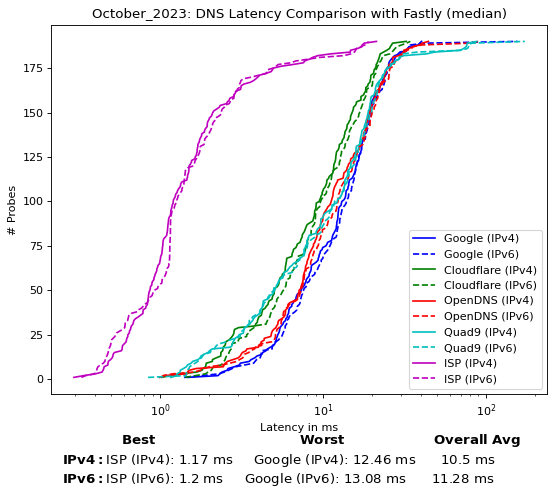 October_2023: DNS Latency Comparison with Fastly (median)
# Probes
175
150
125
100
75
50
25
0
Google (IPv4)
Google (IPv6)
Cloudflare (IPv4)
Cloudflare (IPv6)
OpenDNS (IPv4)
OpenDNS (IPv6)
Quad9 (IPv4)
Quad9 (IPv6)
ISP (IPv4)
ISP (IPv6)
10⁰ 10¹ 10²
Latency in ms
Best Worst Overall Avg
IPv4: ISP (IPv4): 1.17 ms Google (IPv4): 12.46 ms 10.5 ms
IPv6: ISP (IPv6): 1.2 ms Google (IPv6): 13.08 ms 11.28 ms